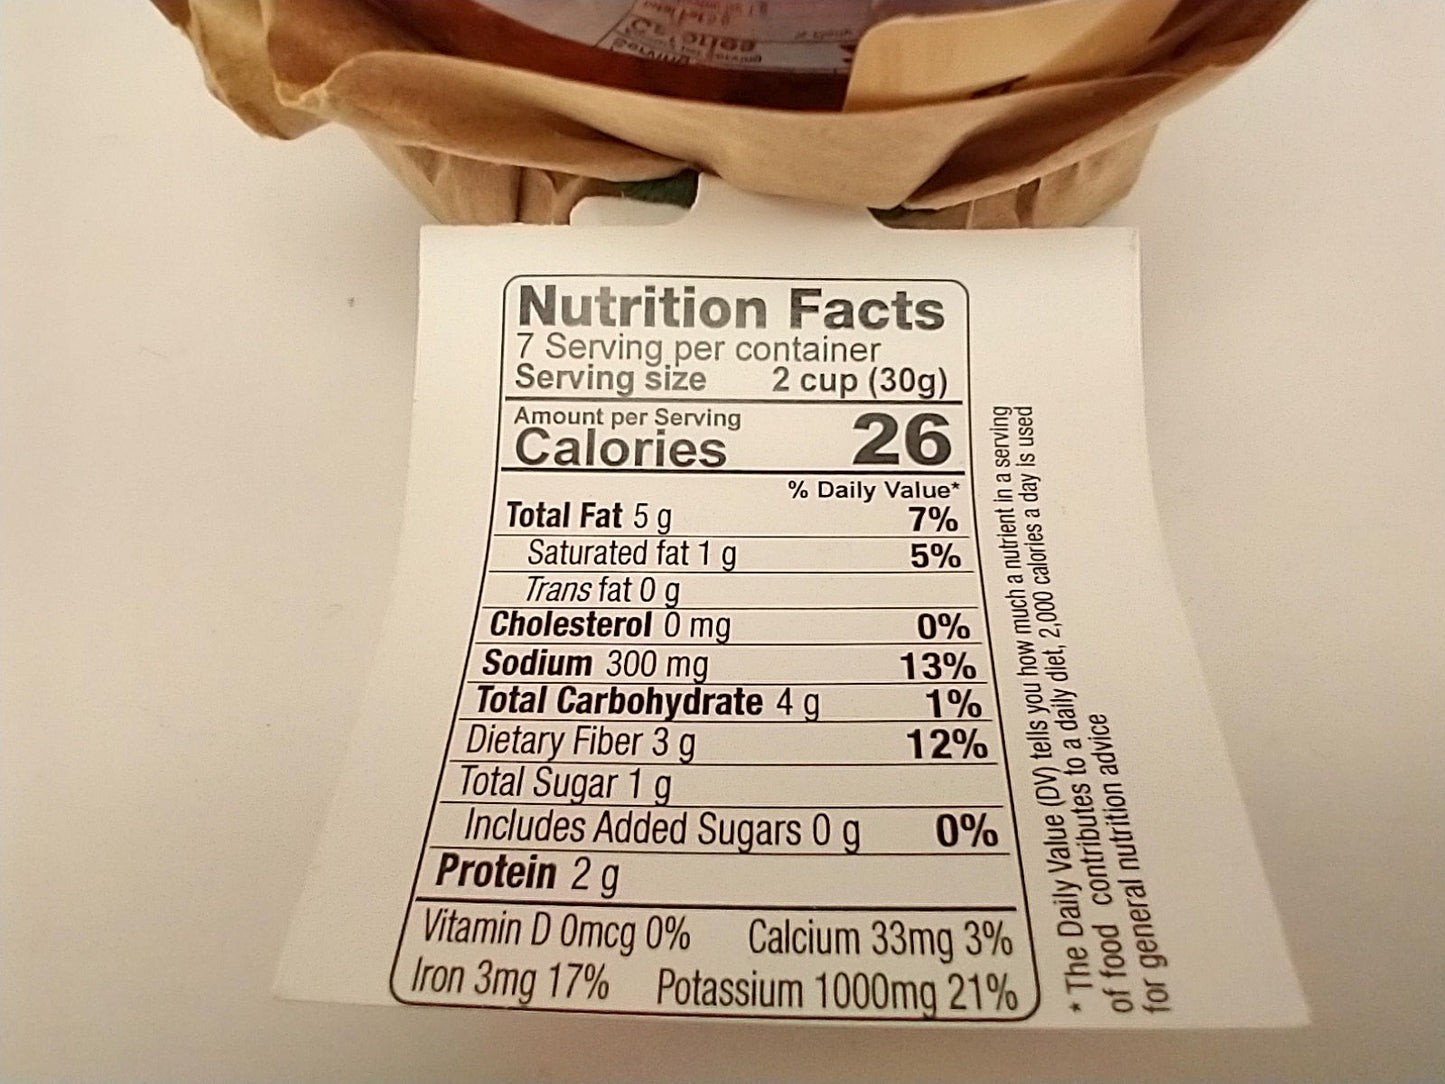 Nutrition Facts
7 Serving per container
Serving size 2 cup (30g)
Amount per Serving
Calories 26
% Daily Value*
Total Fat 5 g 7%
Saturated fat 1 g 5%
Trans fat 0 g
Cholesterol 0 mg 0%
Sodium 300 mg 13%
Total Carbohydrate 4 g 1%
Dietary Fiber 3 g 12%
Total Sugar 1 g
Includes Added Sugars 0 g 0%
Protein 2 g
Vitamin D 0mcg 0% Calcium 33mg 3%
Iron 3mg 17% Potassium 1000mg 21%
* The Daily Value (DV) tells you how much a nutrient in a serving
of food contributes to a daily diet, 2,000 calories a day is used
for general nutrition advice